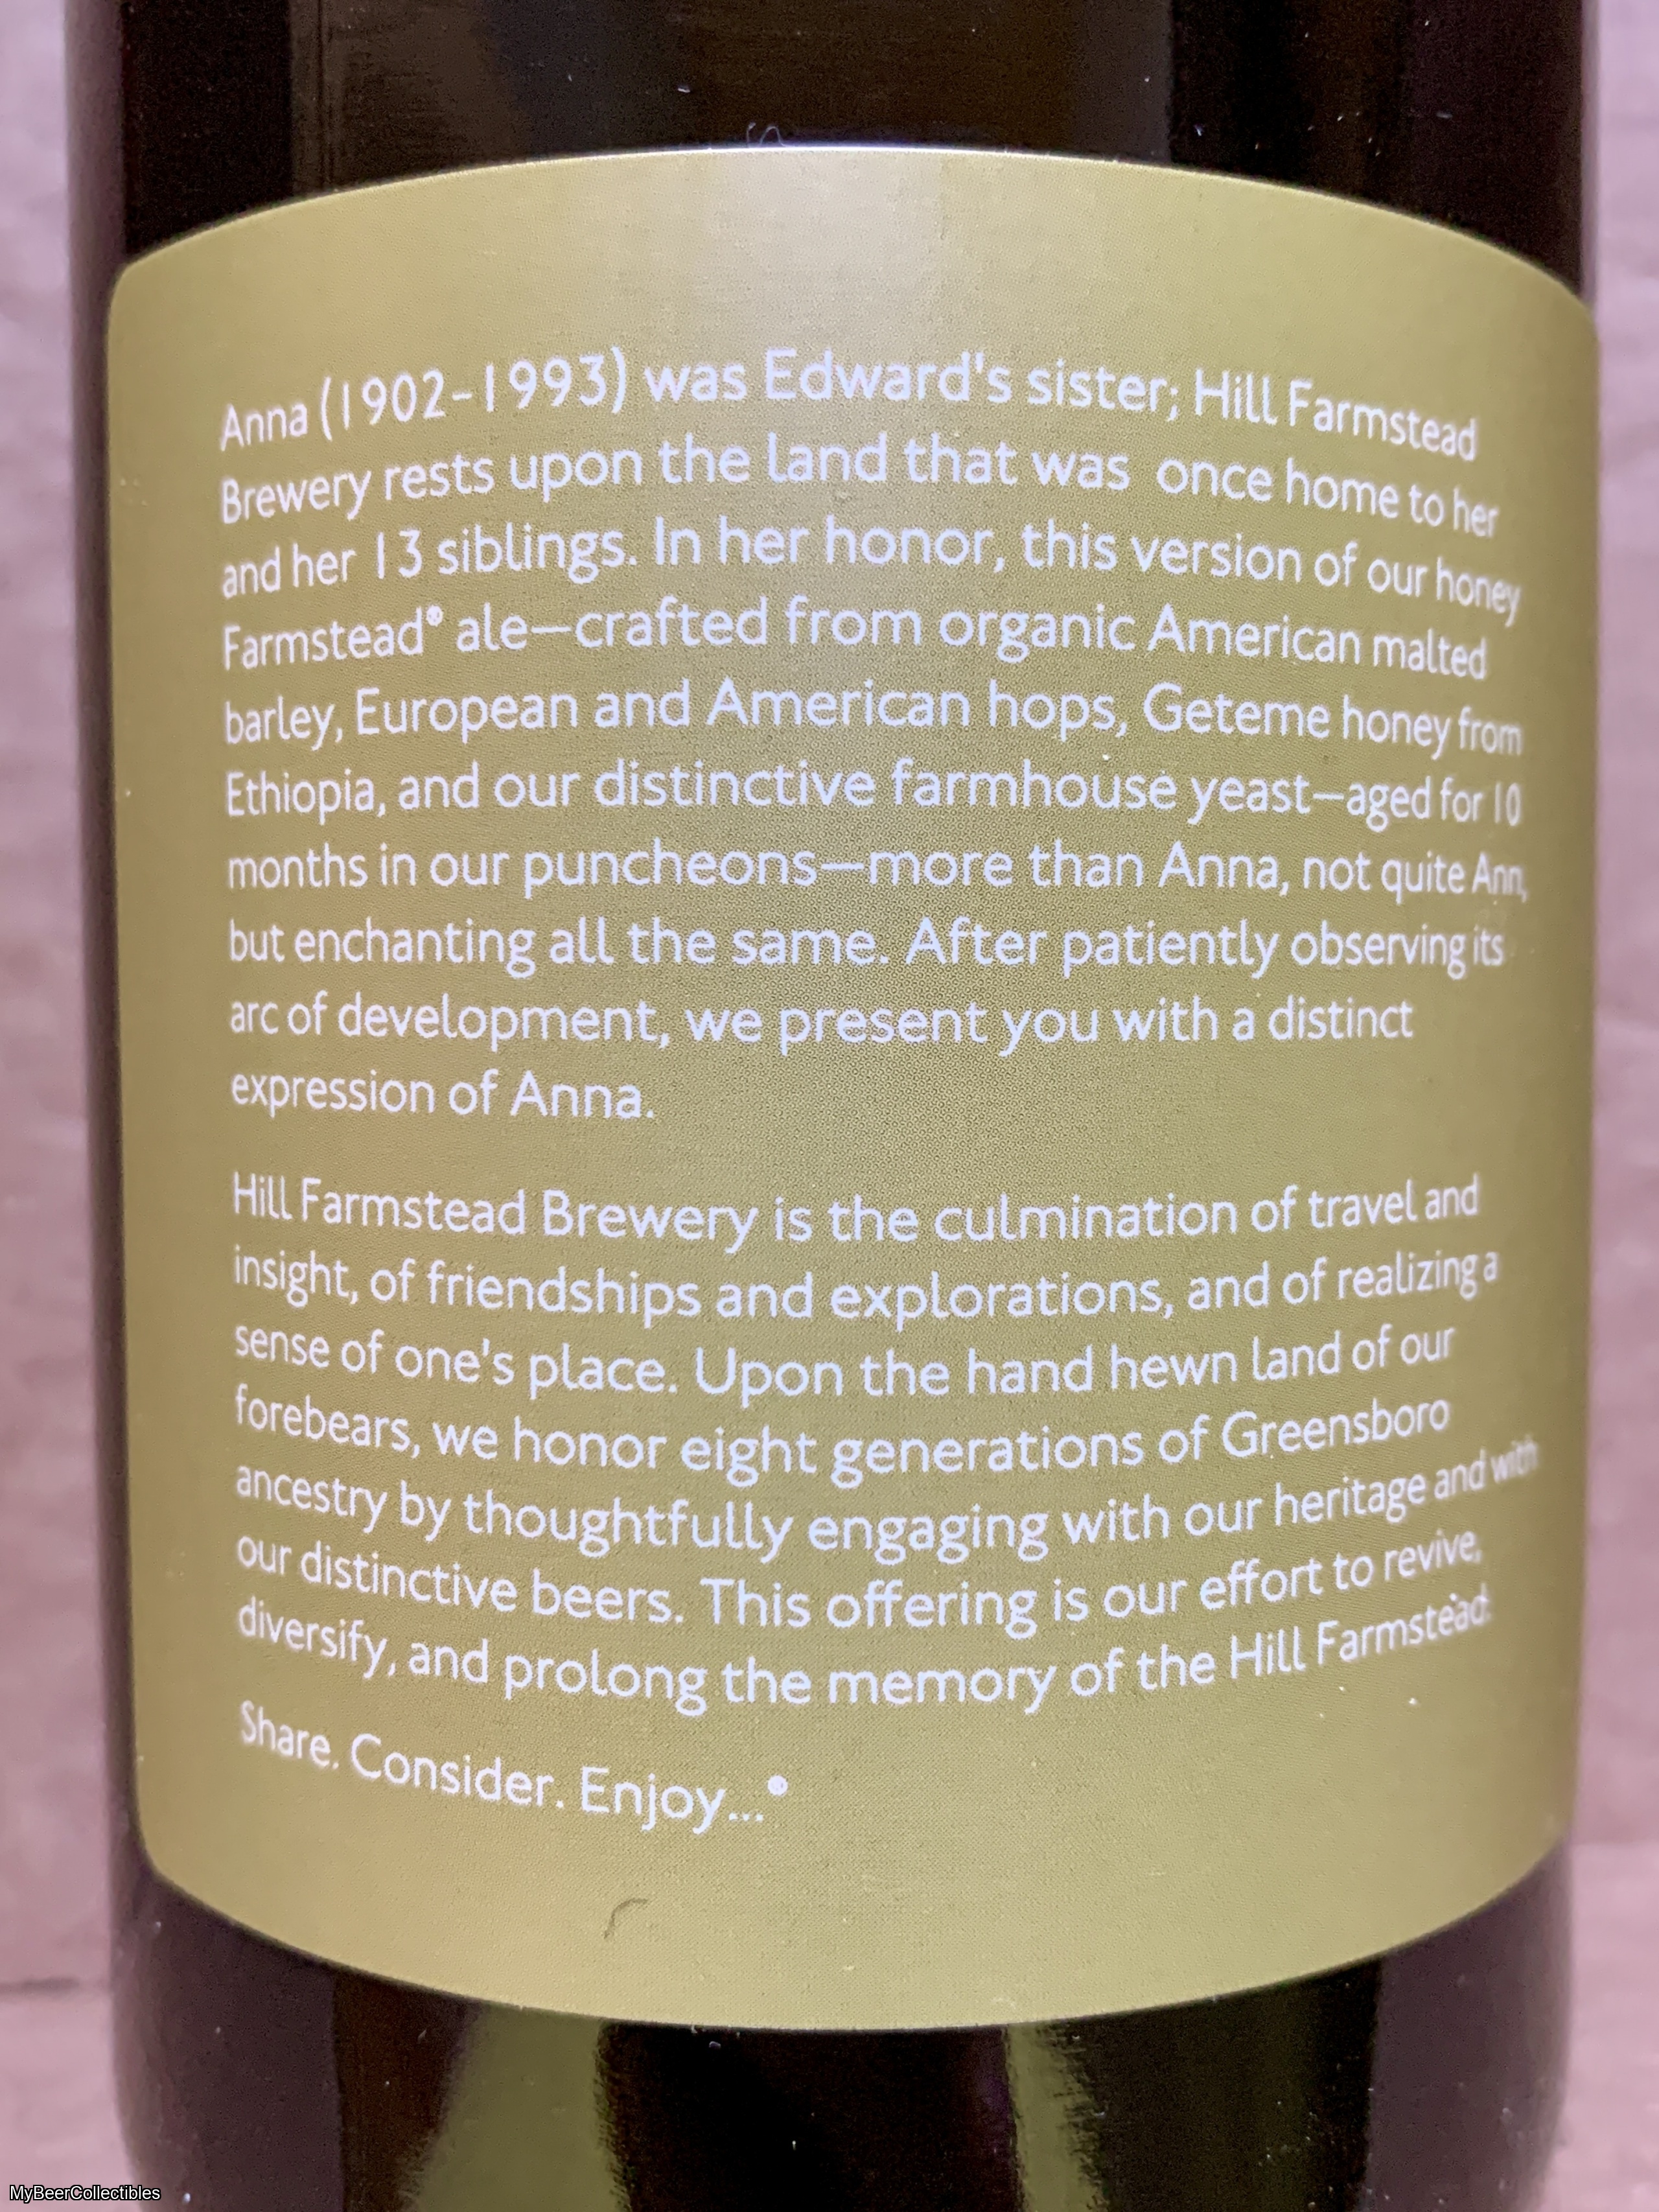 Anna (1902-1993) was Edward's sister; Hill Farmstead
Brewery rests upon the land that was once home to her
and her 13 siblings. In her honor, this version of our honey
Farmstead® ale—crafted from organic American malted
barley, European and American hops, Geteme honey from
Ethiopia, and our distinctive farmhouse yeast—aged for 10
months in our puncheons—more than Anna, not quite Ann,
but enchanting all the same. After patiently observing its
arc of development, we present you with a distinct
expression of Anna.
Hill Farmstead Brewery is the culmination of travel and
insight, of friendships and explorations, and of realizing a
sense of one's place. Upon the hand hewn land of our
forebears, we honor eight generations of Greensboro
ancestry by thoughtfully engaging with our heritage and with
our distinctive beers. This offering is our effort to revive,
diversify, and prolong the memory of the Hill Farmstead.
Share. Consider. Enjoy...®
MyBeerCollectibles